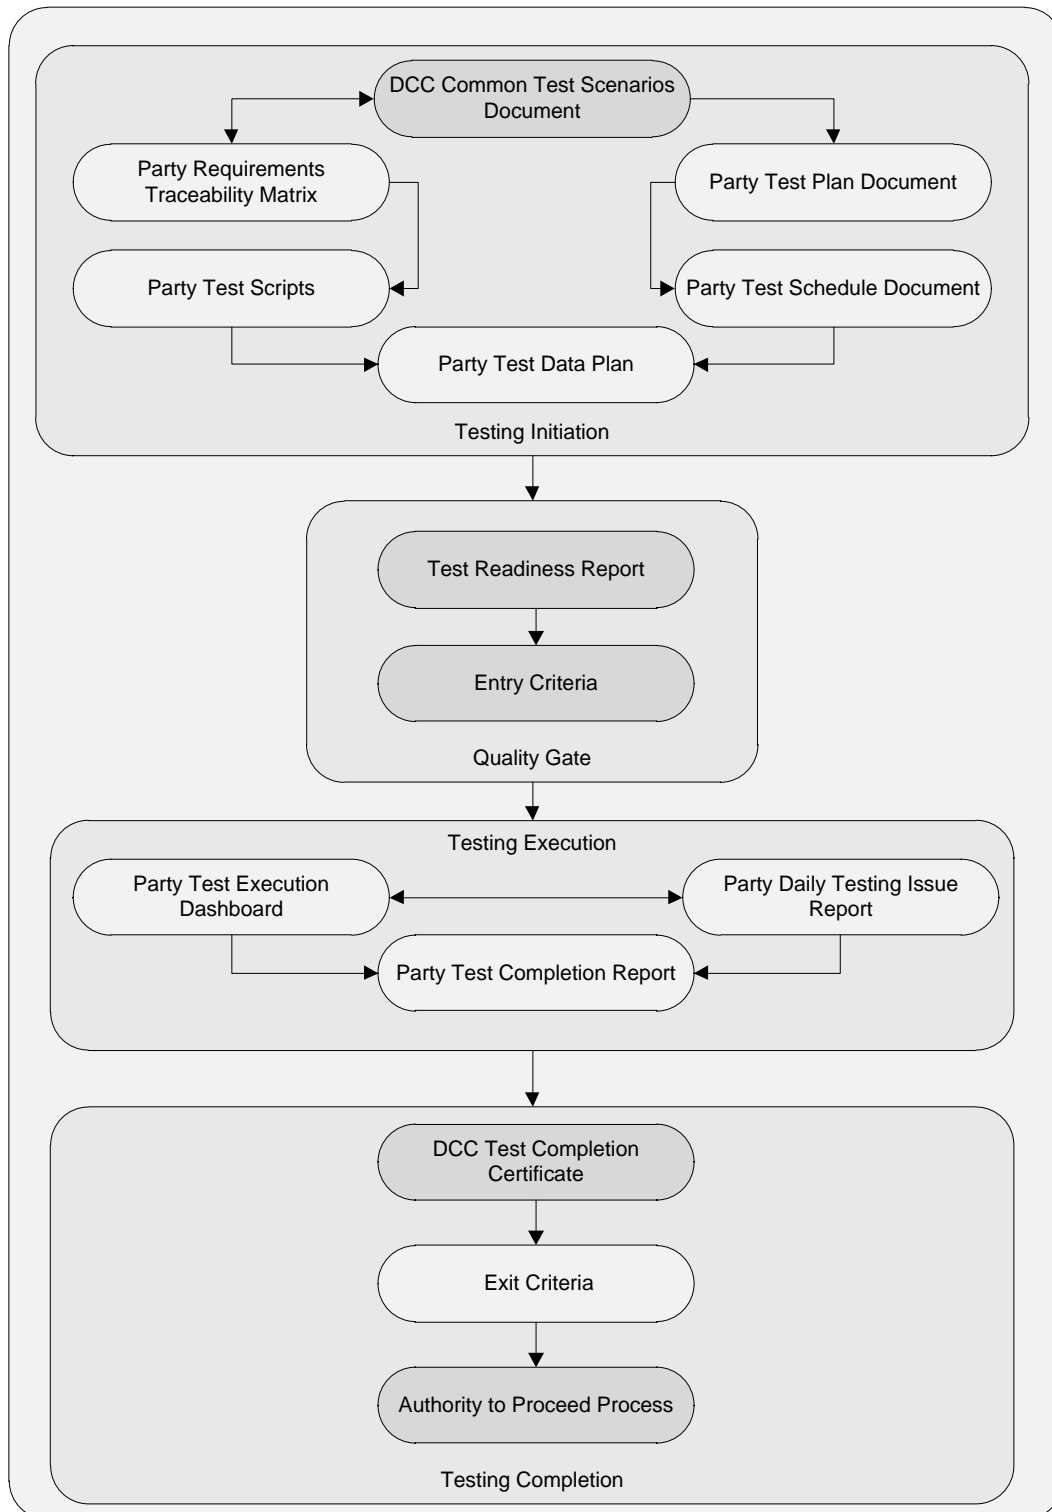 DCC Common Test Scenarios
Document
Party Requirements
Traceability Matrix
Party Test Plan Document
Party Test Scripts
Party Test Schedule Document
Party Test Data Plan
Testing Initiation
Test Readiness Report
Entry Criteria
Quality Gate
Testing Execution
Party Test Execution
Dashboard
Party Daily Testing Issue
Report
Party Test Completion Report
DCC Test Completion
Certificate
Exit Criteria
Authority to Proceed Process
Testing Completion